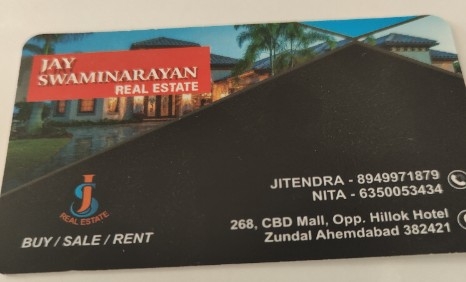 JAY
SWAMINARAYAN
REAL ESTATE
JS
REAL ESTATE
BUY / SALE / RENT
JITENDRA - 8949971879
NITA - 6350053434
268, CBD Mall, Opp. Hillok Hotel
Zundal Ahemdabad 382421